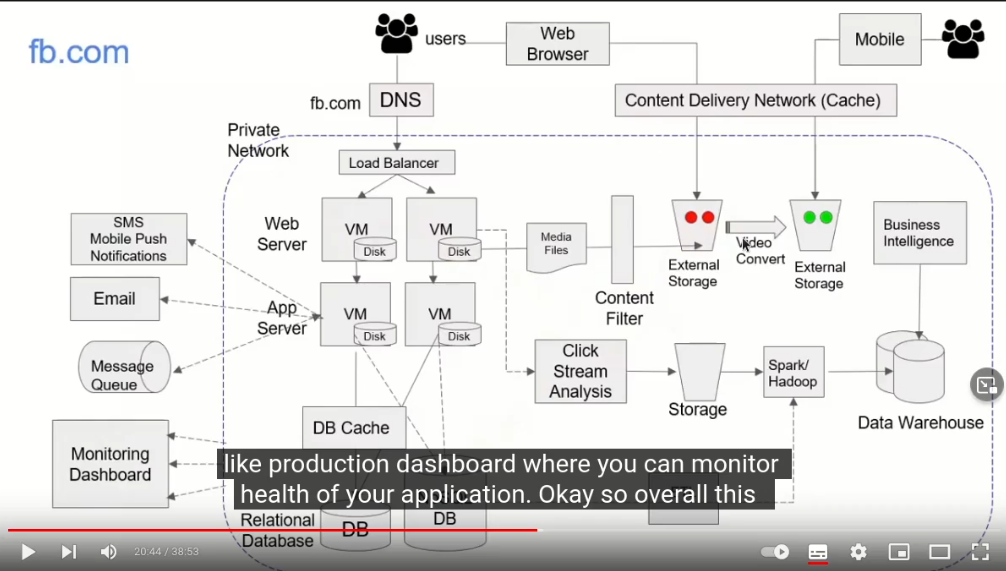 fb.com
users
Web
Browser
Mobile
fb.com
DNS
Content Delivery Network (Cache)
Private
Network
Load Balancer
Web
Server
VM
Disk
VM
Disk
SMS
Mobile Push
Notifications
Media
Files
Video
Convert
External
Storage
External
Storage
Business
Intelligence
Content
Filter
Email
App
Server
VM
Disk
VM
Disk
Message
Queue
Click
Stream
Analysis
Storage
Spark/
Hadoop
Data Warehouse
DB Cache
Monitoring
Dashboard
like production dashboard where you can monitor
health of your application. Okay so overall this
Relational
Database
DB
DB
20:44 / 38:53